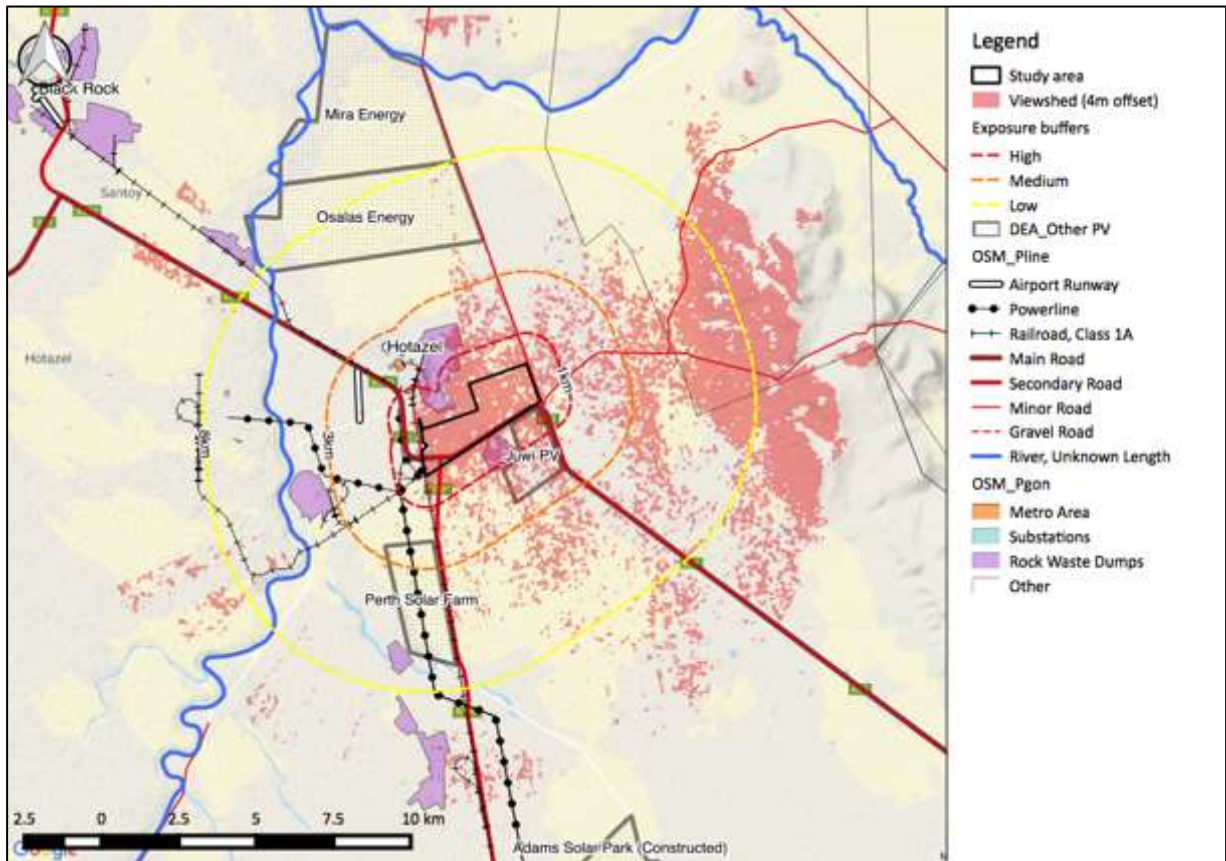 Black Rock
Mira Energy
Santoy
Osalas Energy
Hotazel
Hotazel
1km
8km
3km
Juwi PV
Perth Solar Farm
2.5 0 2.5 5 7.5 10 km
Google
Adams Solar Park (Constructed)
Legend
Study area
Viewshed (4m offset)
Exposure buffers
High
Medium
Low
DEA_Other PV
OSM_Pline
Airport Runway
Powerline
Railroad, Class 1A
Main Road
Secondary Road
Minor Road
Gravel Road
River, Unknown Length
OSM_Pgon
Metro Area
Substations
Rock Waste Dumps
Other